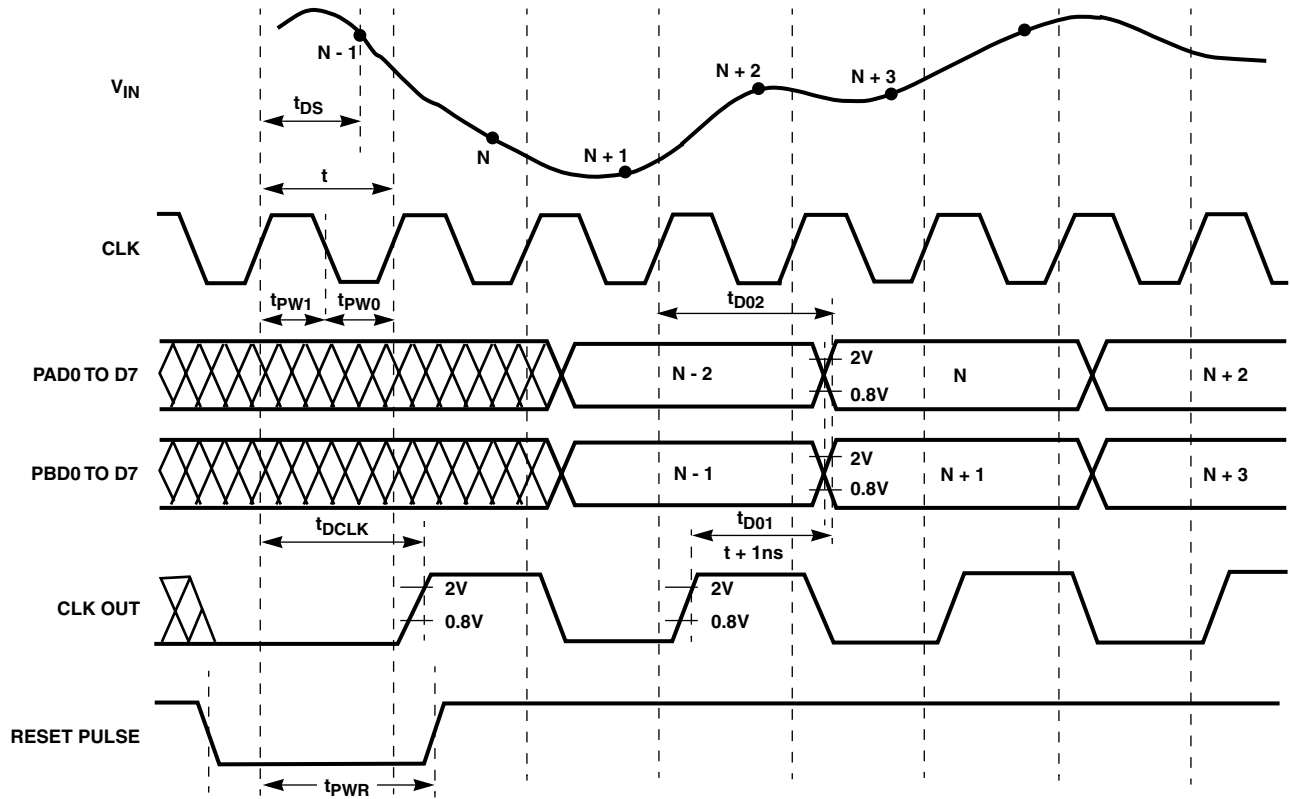 N - 1
N + 2
N + 3
V_IN
t_DS
N
N + 1
t
CLK
t_PW1
t_PW0
t_D02
2V
PAD0 TO D7
N - 2
N
N + 2
0.8V
2V
PBD0 TO D7
N - 1
N + 1
N + 3
0.8V
t_DCLK
t_D01
t + 1ns
2V
2V
CLK OUT
0.8V
0.8V
RESET PULSE
t_PWR